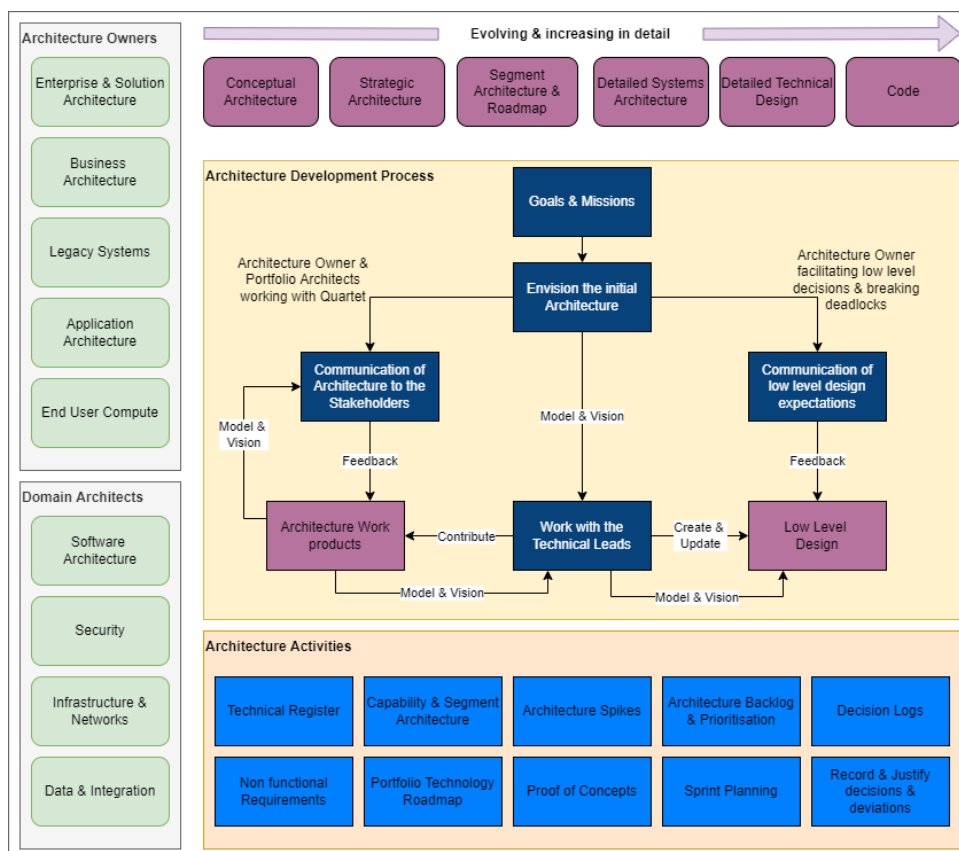 Architecture Owners
Enterprise & Solution
Architecture
Business
Architecture
Legacy Systems
Application
Architecture
End User Compute
Domain Architects
Software
Architecture
Security
Infrastructure &
Networks
Data & Integration
Evolving & increasing in detail
Conceptual
Architecture
Strategic
Architecture
Segment
Architecture &
Roadmap
Detailed Systems
Architecture
Detailed Technical
Design
Code
Architecture Development Process
Goals & Missions
Architecture Owner &
Portfolio Architects
working with Quartet
Envision the initial
Architecture
Architecture Owner
facilitating low level
decisions & breaking
deadlocks
Communication of
Architecture to the
Stakeholders
Communication of
low level design
expectations
Model &
Vision
Model & Vision
Feedback
Feedback
Architecture Work
products
Contribute
Work with the
Technical Leads
Create &
Update
Low Level
Design
Model & Vision
Model & Vision
Architecture Activities
Technical Register
Capability & Segment
Architecture
Architecture Spikes
Architecture Backlog
& Prioritisation
Decision Logs
Non functional
Requirements
Portfolio Technology
Roadmap
Proof of Concepts
Sprint Planning
Record & Justify
decisions &
deviations